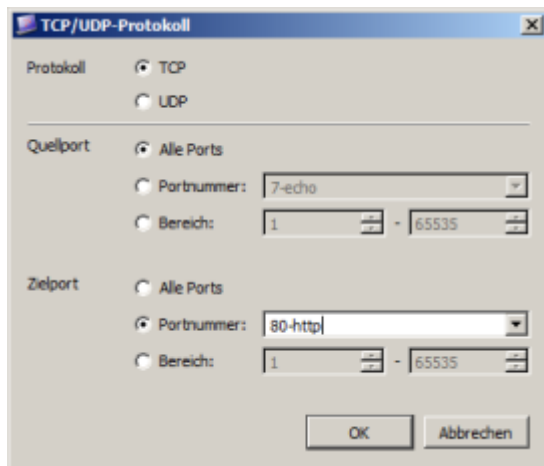 TCP/UDP-Protokoll
Protokoll TCP
UDP
Quellport Alle Ports
Portnummer: 7-echo
Bereich: 1 - 65535
Zielport Alle Ports
Portnummer: 80-http
Bereich: 1 - 65535
OK Abbrechen